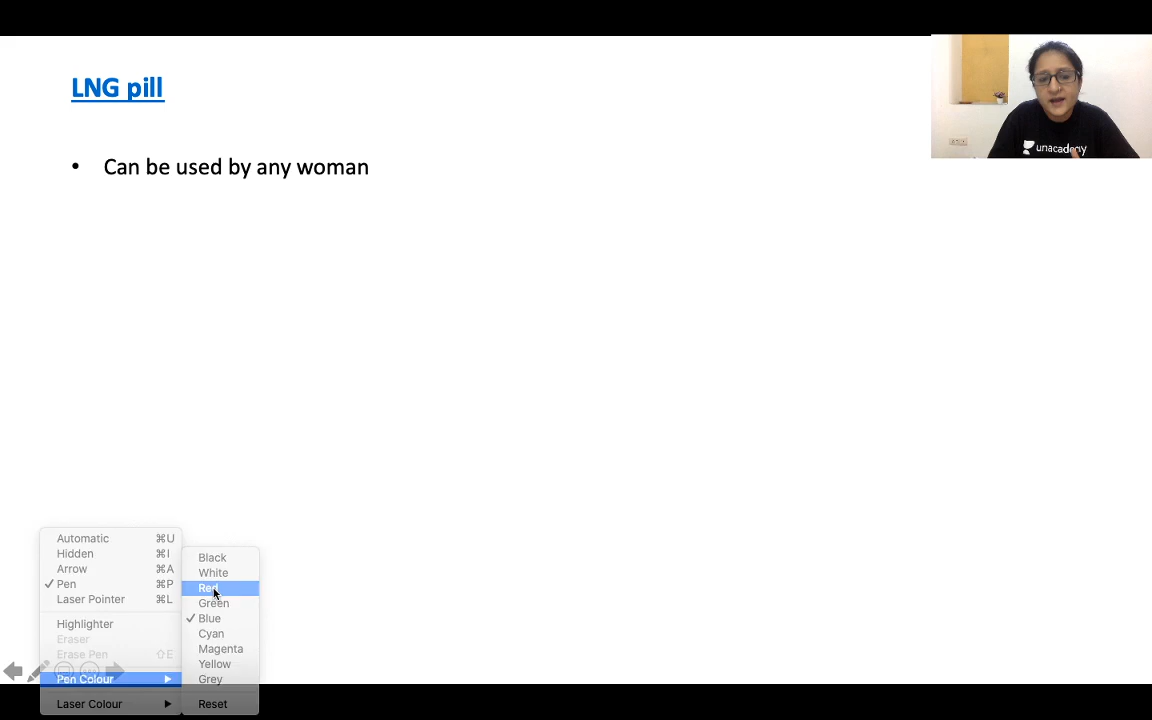 LNG pill
unacademy
• Can be used by any woman
Automatic ⌘U
Hidden ⌘I
Arrow ⌘A
✓ Pen ⌘P
Laser Pointer ⌘L
Highlighter
Eraser
Erase Pen ⇧E
Pen Colour
Laser Colour
Black
White
Red
Green
✓ Blue
Cyan
Magenta
Yellow
Grey
Reset